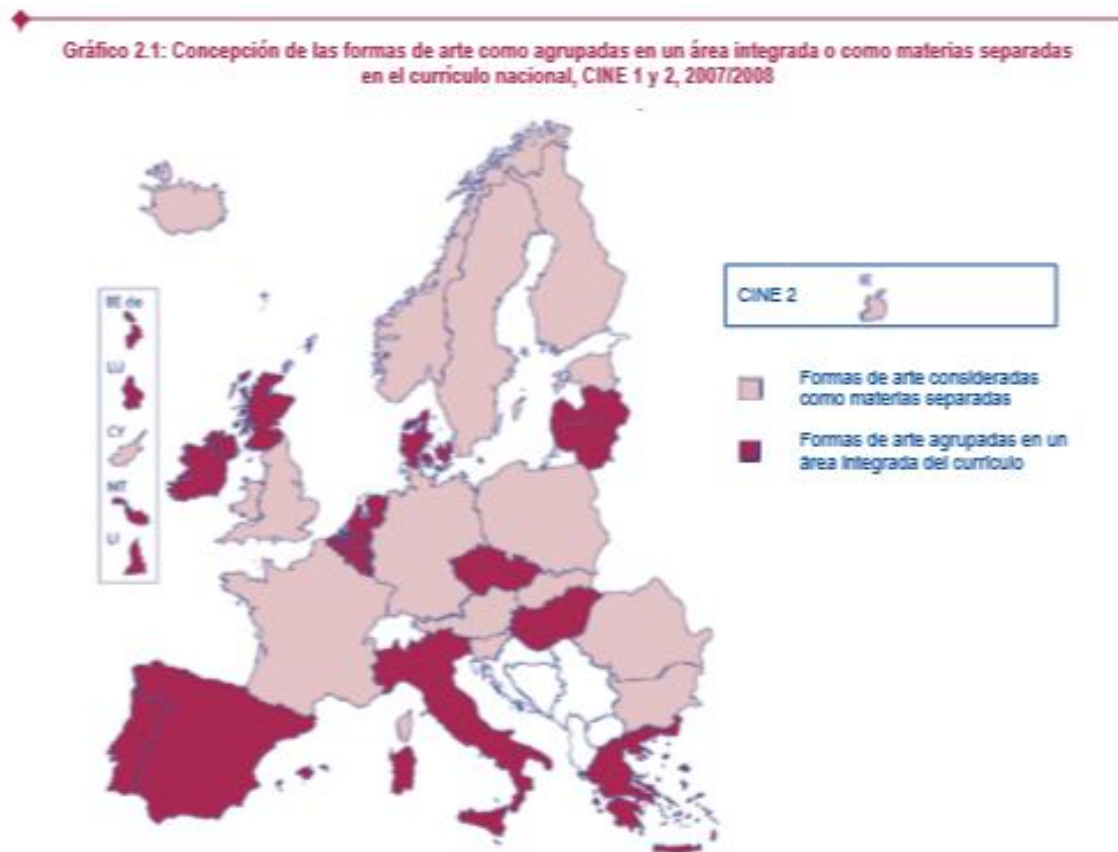 Gráfico 2.1: Concepción de las formas de arte como agrupadas en un área integrada o como materias separadas
en el currículo nacional, CINE 1 y 2, 2007/2008
BE de
LU
CY
MT
LI
CINE 2
IE
Formas de arte consideradas
como materias separadas
Formas de arte agrupadas en un
área integrada del currículo